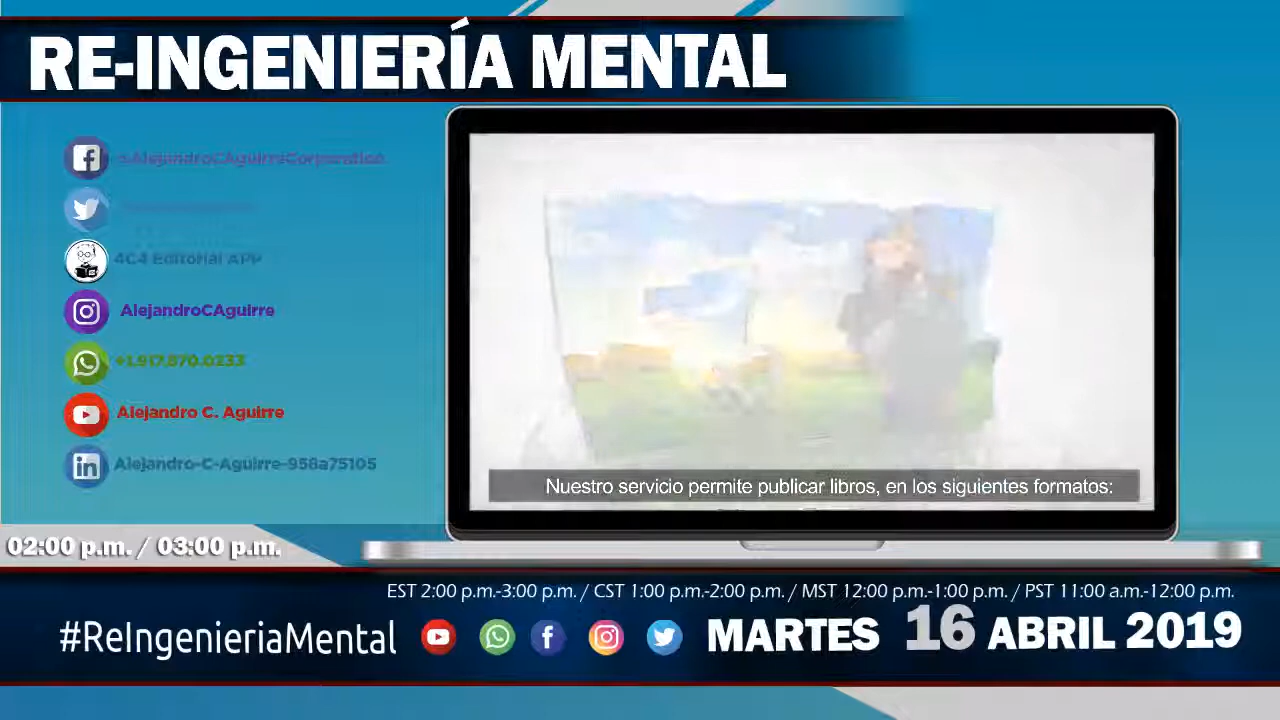 RE-INGENIERÍA MENTAL
c.AlejandroCAguirreCorporation
4C4 Editorial APP
AlejandroCAguirre
+1.917.870.0233
Alejandro C. Aguirre
Alejandro-C-Aguirre-958a75105
Nuestro servicio permite publicar libros, en los siguientes formatos:
02:00 p.m. / 03:00 p.m.
EST 2:00 p.m.-3:00 p.m. / CST 1:00 p.m.-2:00 p.m. / MST 12:00 p.m.-1:00 p.m. / PST 11:00 a.m.-12:00 p.m.
#ReIngenieriaMental
MARTES 16 ABRIL 2019